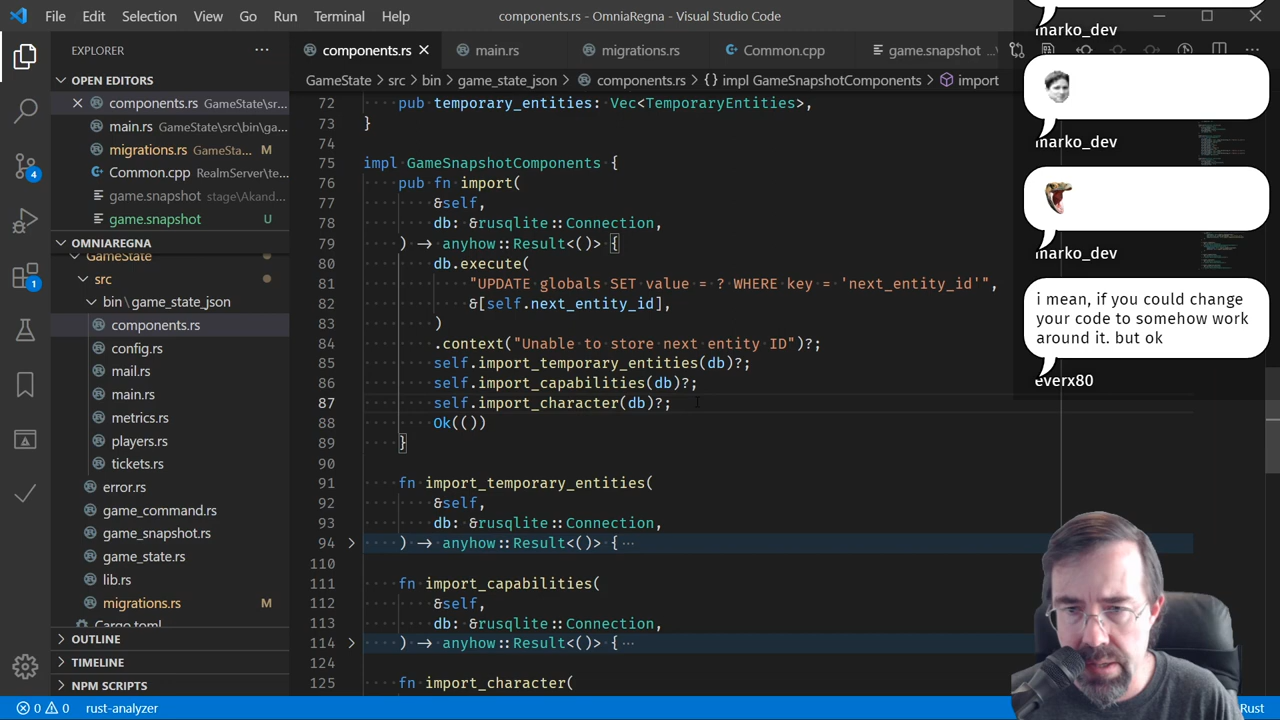 File Edit Selection View Go Run Terminal Help
components.rs - OmniaRegna - Visual Studio Code
EXPLORER
OPEN EDITORS
components.rs GameState\sr...
main.rs GameState\src\bin\ga...
migrations.rs GameSta... M
Common.cpp RealmServer\te...
game.snapshot stage\Akand...
game.snapshot U
OMNIAREGNA
GameState
src
bin\game_state_json
components.rs
config.rs
mail.rs
main.rs
metrics.rs
players.rs
tickets.rs
error.rs
game_command.rs
game_snapshot.rs
game_state.rs
lib.rs
migrations.rs M
Cargo.toml
OUTLINE
TIMELINE
NPM SCRIPTS
4
1
components.rs main.rs migrations.rs Common.cpp game.snapshot ...
GameState > src > bin > game_state_json > components.rs > {} impl GameSnapshotComponents > import
72 pub temporary_entities: Vec<TemporaryEntities>,
73 }
74
75 impl GameSnapshotComponents {
76 pub fn import(
77 &self,
78 db: &rusqlite::Connection,
79 ) -> anyhow::Result<()> {
80 db.execute(
81 "UPDATE globals SET value = ? WHERE key = 'next_entity_id'",
82 &[self.next_entity_id],
83 )
84 .context("Unable to store next entity ID")?;
85 self.import_temporary_entities(db)?;
86 self.import_capabilities(db)?;
87 self.import_character(db)?;
88 Ok(())
89 }
90
91 fn import_temporary_entities(
92 &self,
93 db: &rusqlite::Connection,
94 ) -> anyhow::Result<()> { ...
110
111 fn import_capabilities(
112 &self,
113 db: &rusqlite::Connection,
114 ) -> anyhow::Result<()> { ...
124
125 fn import_character(
marko_dev
marko_dev
marko_dev
i mean, if you could change
your code to somehow work
around it. but ok
everx80
0 0 rust-analyzer
Rust